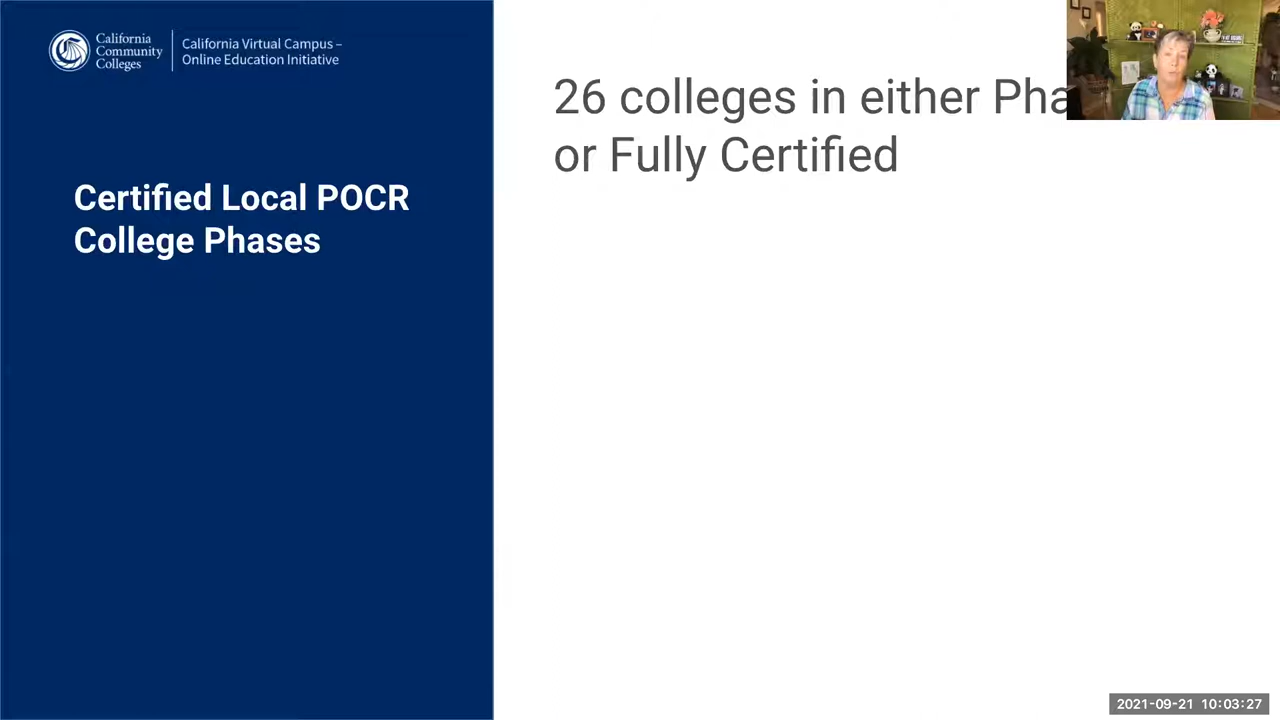 California
Community
Colleges
California Virtual Campus –
Online Education Initiative
Certified Local POCR
College Phases
26 colleges in either Pha
or Fully Certified
2021-09-21 10:03:27